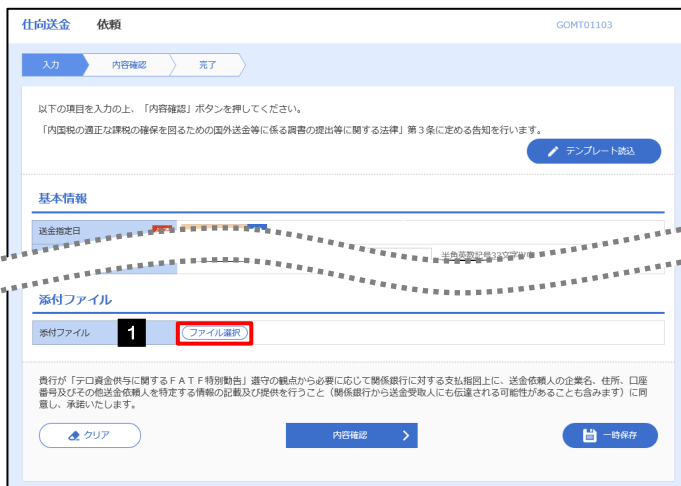 仕向送金 依頼 GOMT01103
入力 内容確認 完了
以下の項目を入力の上、「内容確認」ボタンを押してください。
「内国税の適正な課税の確保を図るための国外送金等に係る調書の提出等に関する法律」第3条に定める告知を行います。
テンプレート読込
基本情報
送金指定日
半角英数記号33文字以内
添付ファイル
添付ファイル 1 ファイル選択
貴行が「テロ資金供与に関するFATF特別勧告」遵守の観点から必要に応じて関係銀行に対する支払指図上に、送金依頼人の企業名、住所、口座
番号及びその他送金依頼人を特定する情報の記載及び提供を行うこと(関係銀行から送金受取人にも伝達される可能性があることも含みます)に同
意し、承諾いたします。
クリア 内容確認 一時保存